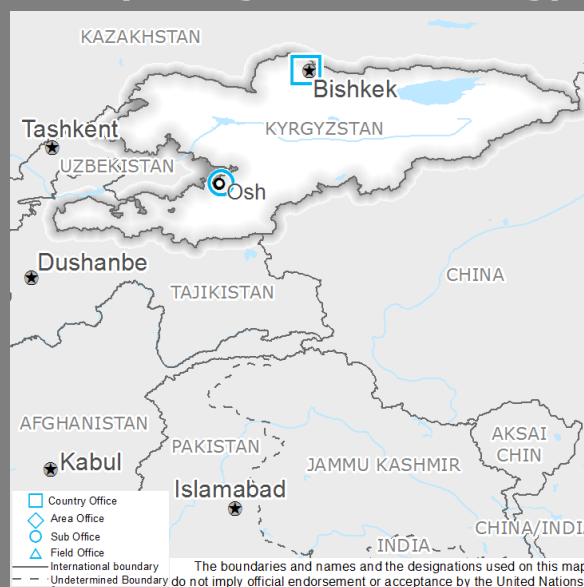 KAZAKHSTAN
Bishkek
Tashkent
KYRGYZSTAN
UZBEKISTAN
Osh
Dushanbe
CHINA
TAJIKISTAN
AFGHANISTAN
AKSAI
CHIN
PAKISTAN
JAMMU KASHMIR
Kabul
Islamabad
CHINA/INDI
INDIA
Country Office
Area Office
Sub Office
Field Office
International boundary
Undetermined Boundary
The boundaries and names and the designations used on this map
do not imply official endorsement or acceptance by the United Nation